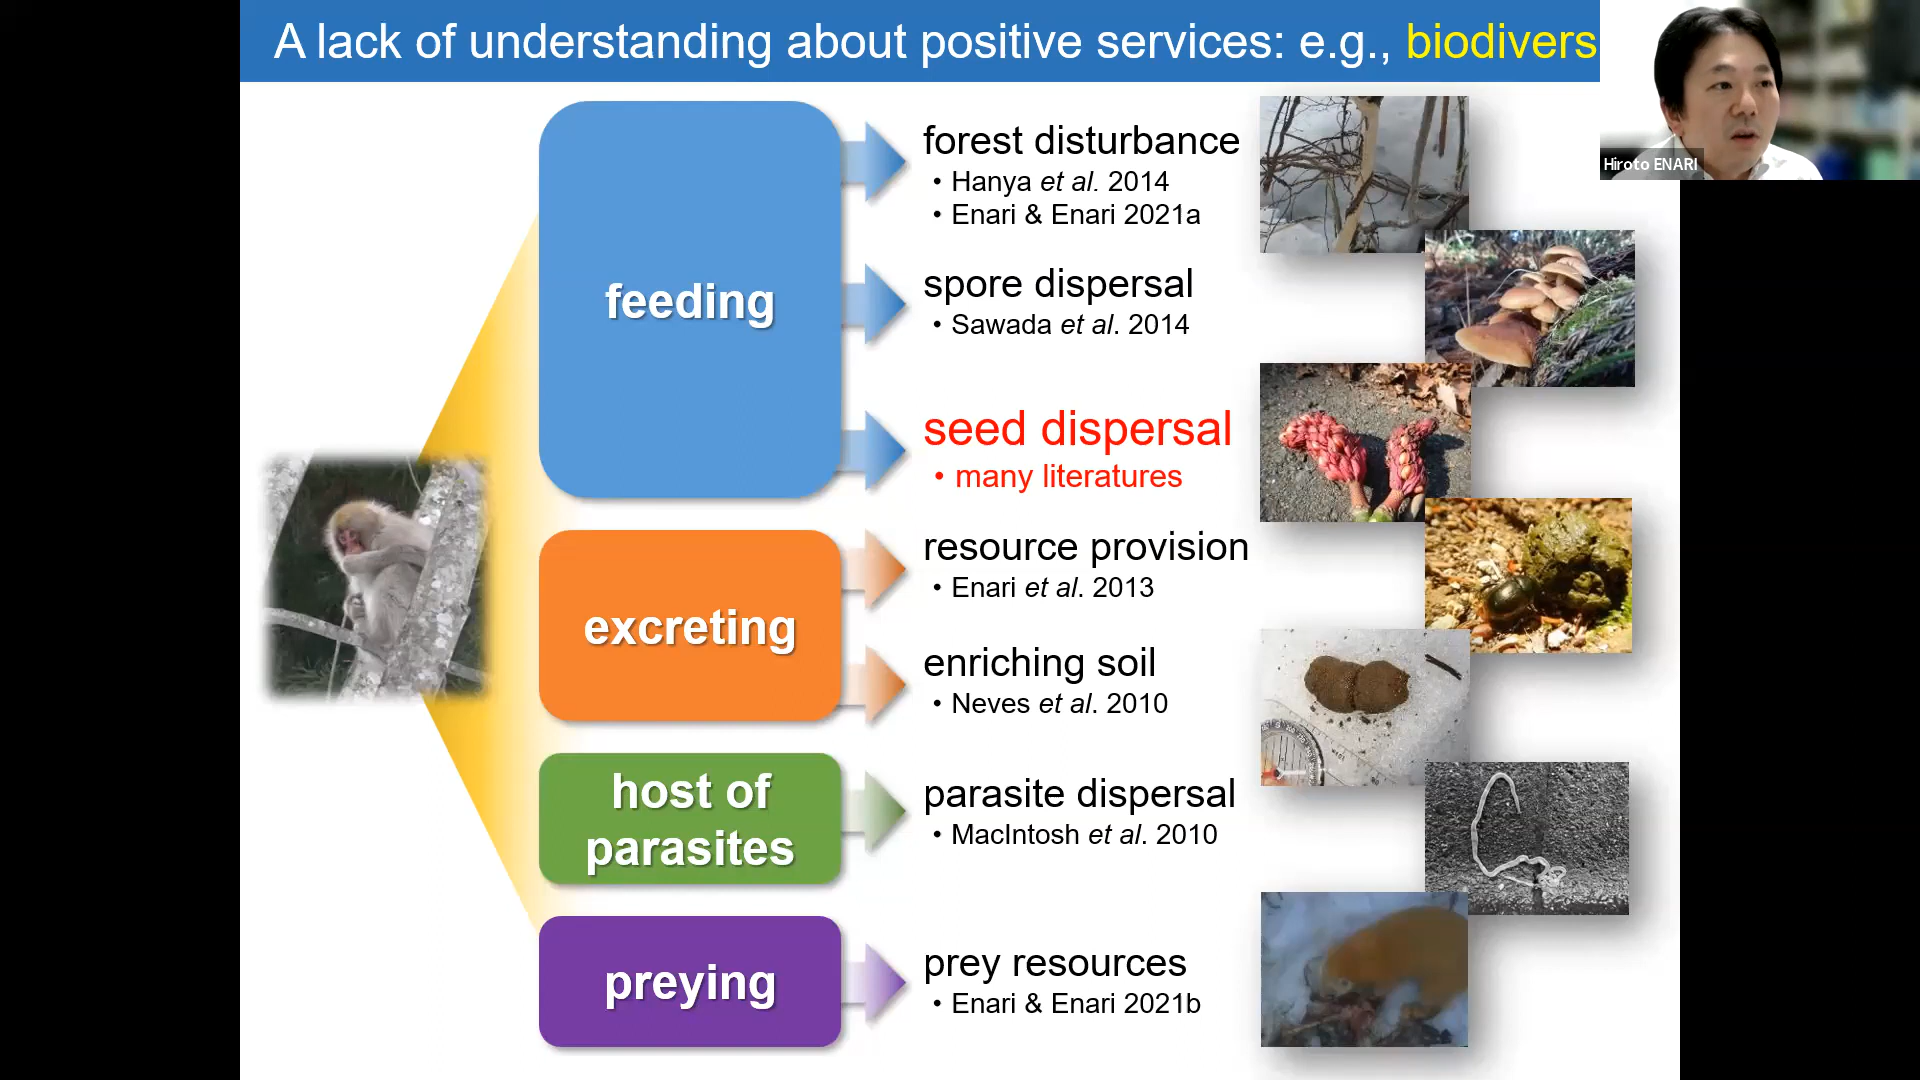 A lack of understanding about positive services: e.g., biodivers
Hiroto ENARI
feeding
forest disturbance
• Hanya et al. 2014
• Enari & Enari 2021a
spore dispersal
• Sawada et al. 2014
seed dispersal
• many literatures
excreting
resource provision
• Enari et al. 2013
enriching soil
• Neves et al. 2010
host of
parasites
parasite dispersal
• MacIntosh et al. 2010
preying
prey resources
• Enari & Enari 2021b